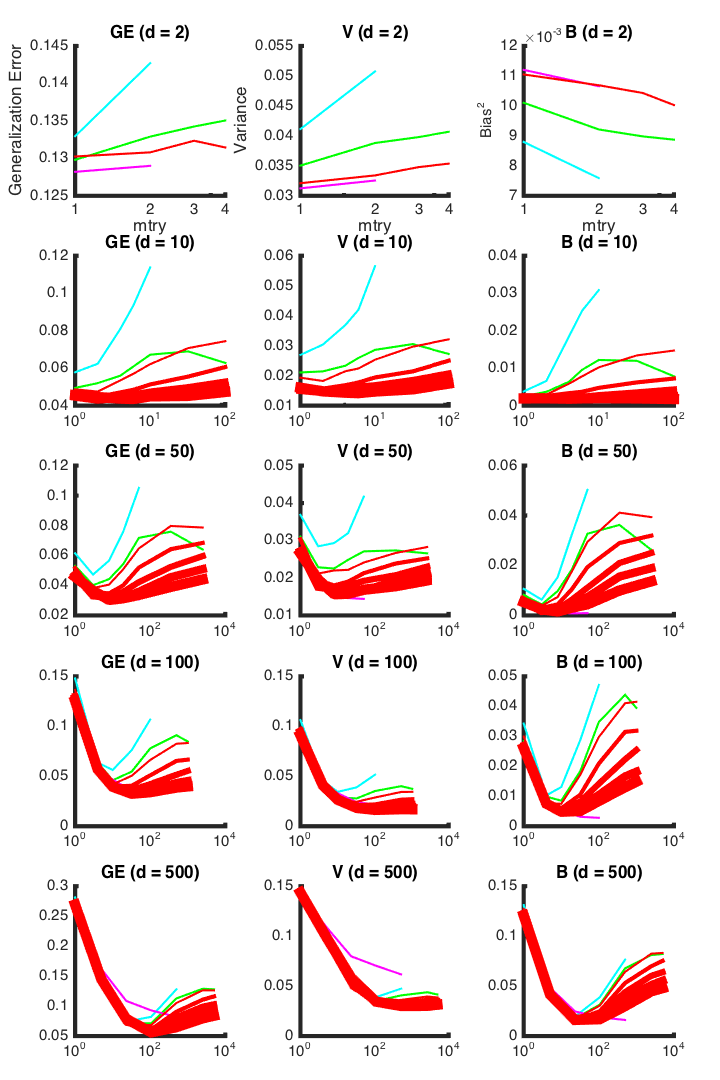 GE (d = 2) V (d = 2) ×10⁻³ B (d = 2)
0.145 0.055 12
0.14 0.05 11
0.135 0.045 10
0.04 9
0.13 0.035 8
0.125 0.03 7
Generalization Error Variance Bias²
1 2 3 4 1 2 3 4 1 2 3 4
mtry mtry mtry
GE (d = 10) V (d = 10) B (d = 10)
0.12 0.06 0.04
0.1 0.05 0.03
0.08 0.04 0.02
0.03
0.06 0.02 0.01
0.04 0.01 0
10⁰ 10¹ 10² 10⁰ 10¹ 10² 10⁰ 10¹ 10²
GE (d = 50) V (d = 50) B (d = 50)
0.12 0.05 0.06
0.1 0.04 0.04
0.08 0.03
0.06 0.02
0.04 0.02
0.02 0.01 0
10⁰ 10² 10⁴ 10⁰ 10² 10⁴ 10⁰ 10² 10⁴
GE (d = 100) V (d = 100) B (d = 100)
0.15 0.15 0.05
0.04
0.1 0.1 0.03
0.05 0.05 0.02
0.01
0 0 0
10⁰ 10² 10⁴ 10⁰ 10² 10⁴ 10⁰ 10² 10⁴
GE (d = 500) V (d = 500) B (d = 500)
0.3 0.15 0.15
0.25
0.2 0.1 0.1
0.15 0.05 0.05
0.1
0.05 0 0
10⁰ 10² 10⁴ 10⁰ 10² 10⁴ 10⁰ 10² 10⁴